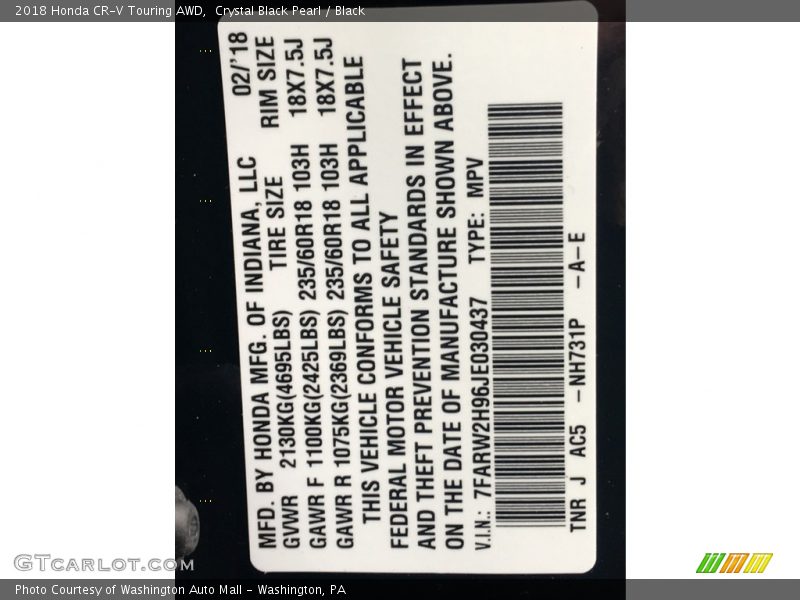 2018 Honda CR-V Touring AWD,  Crystal Black Pearl / Black
MFD. BY HONDA MFG. OF INDIANA, LLC 02/'18
TIRE SIZE RIM SIZE
GVWR 2130KG(4695LBS)
GAWR F 1100KG(2425LBS) 235/60R18 103H 18X7.5J
GAWR R 1075KG(2369LBS) 235/60R18 103H 18X7.5J
THIS VEHICLE CONFORMS TO ALL APPLICABLE
FEDERAL MOTOR VEHICLE SAFETY
AND THEFT PREVENTION STANDARDS IN EFFECT
ON THE DATE OF MANUFACTURE SHOWN ABOVE.
V.I.N.: 7FARW2H96JE030437 TYPE: MPV
TNR J AC5 -NH731P -A-E
GTcarlot.com
Photo Courtesy of Washington Auto Mall - Washington, PA